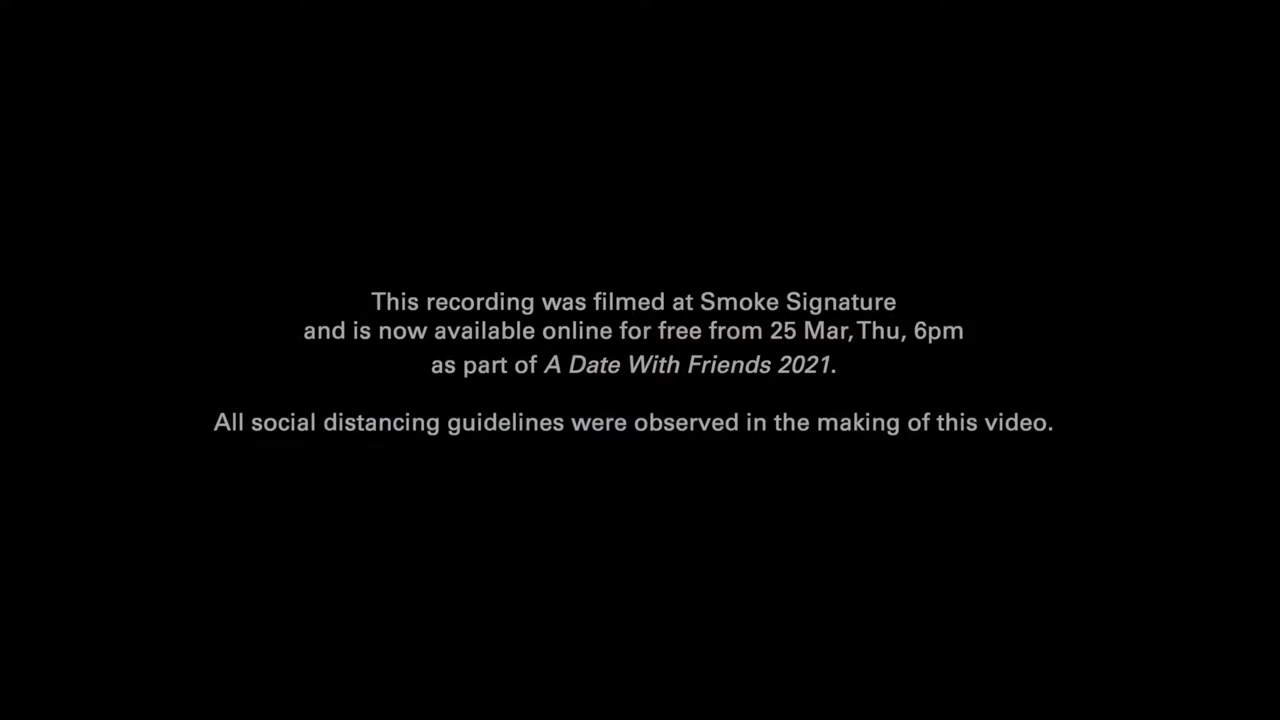 This recording was filmed at Smoke Signature
and is now available online for free from 25 Mar, Thu, 6pm
as part of A Date With Friends 2021.
All social distancing guidelines were observed in the making of this video.